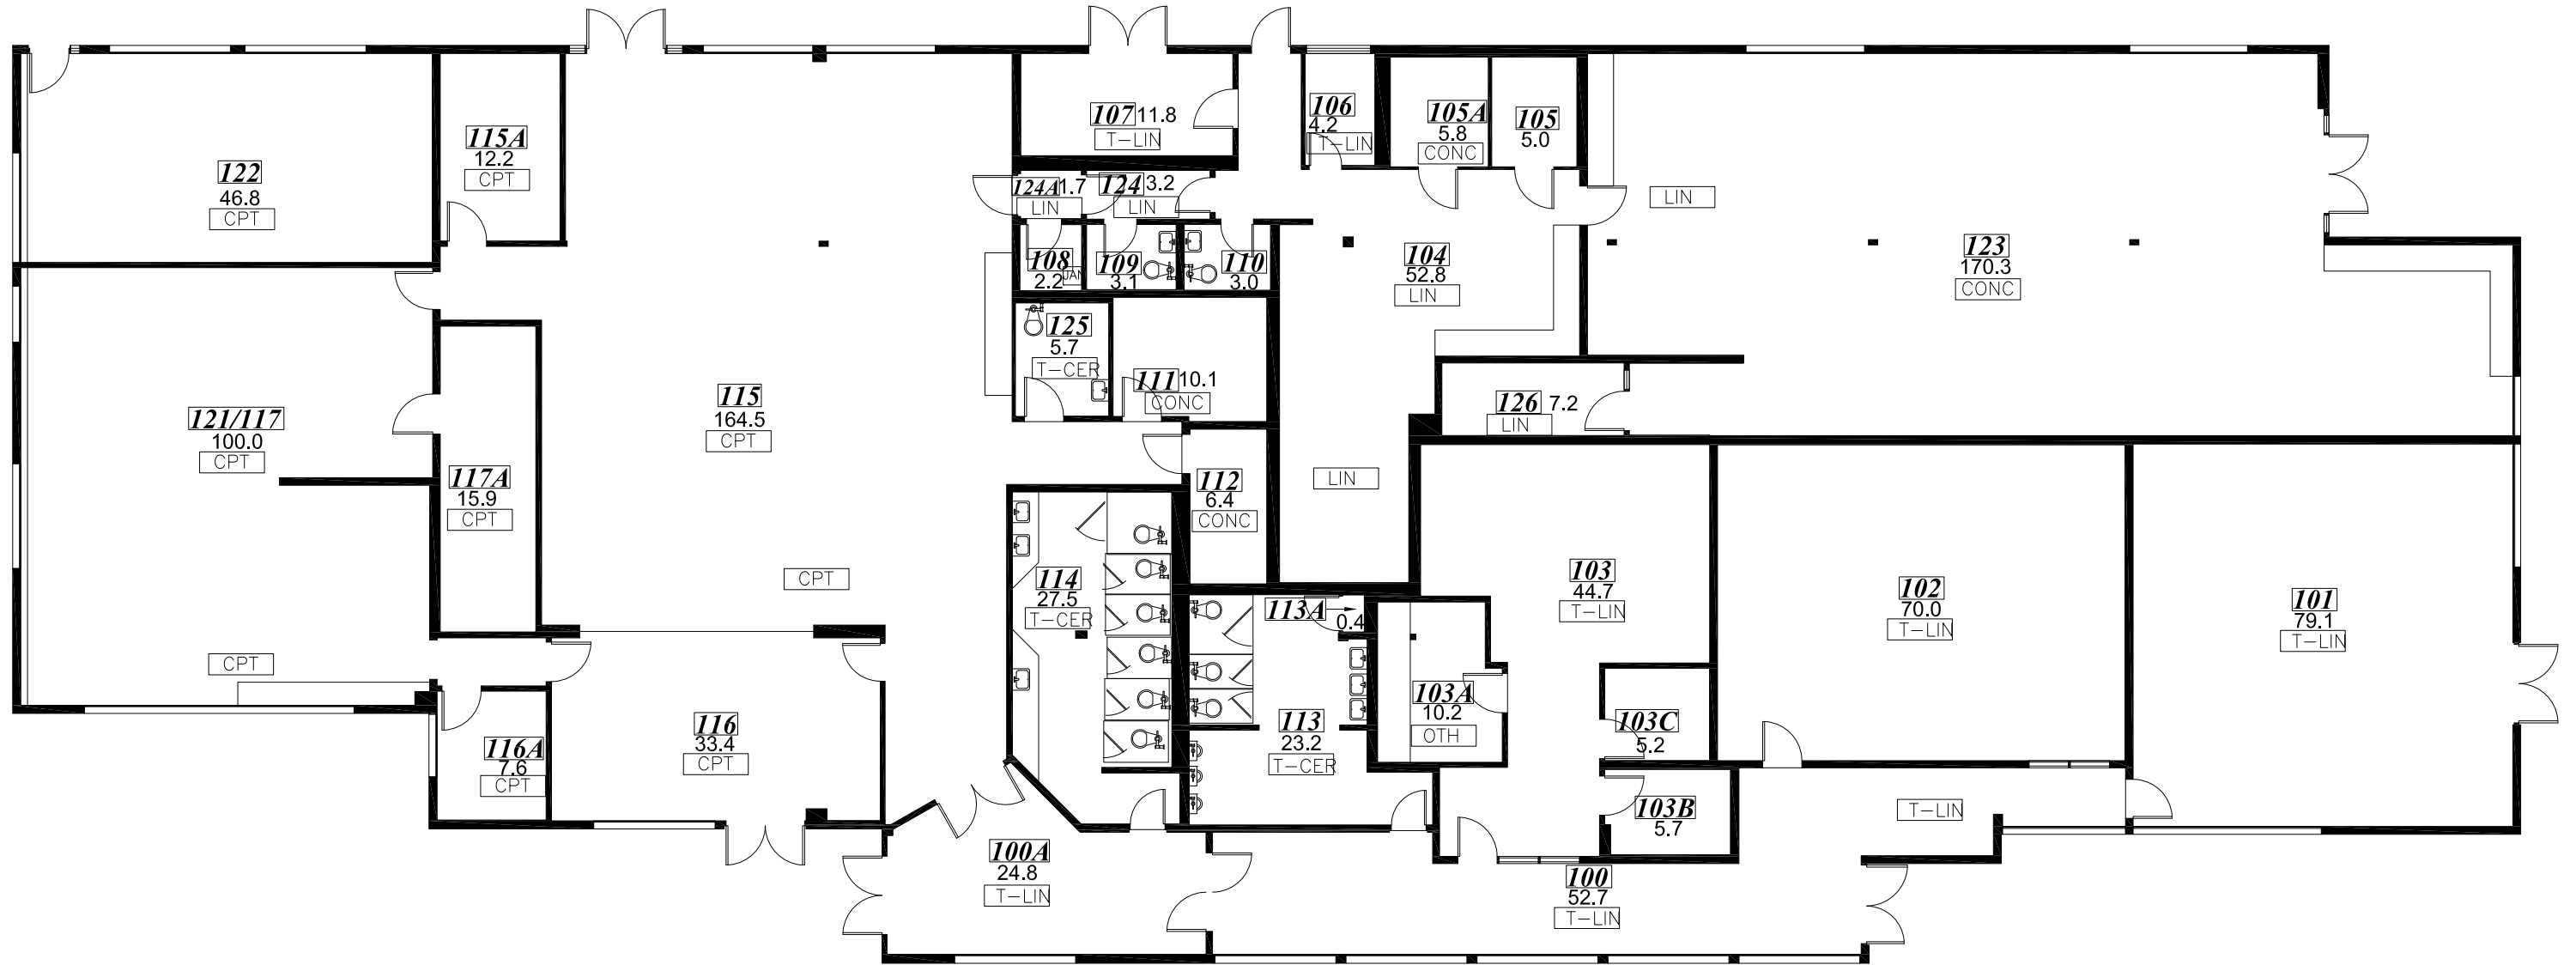 107 11.8
T-LIN
106
4.2
T-LIN
105A
5.8
CONC
105
5.0
115A
12.2
CPT
122
46.8
CPT
124A 1.7
LIN
124 3.2
LIN
LIN
108
2.2
JAN
109
3.1
110
3.0
104
52.8
LIN
123
170.3
CONC
125
5.7
T-CER
111 10.1
CONC
126 7.2
LIN
121/117
100.0
CPT
115
164.5
CPT
117A
15.9
CPT
112
6.4
CONC
LIN
CPT
114
27.5
T-CER
113A
0.4
103
44.7
T-LIN
102
70.0
T-LIN
101
79.1
T-LIN
CPT
116A
7.6
CPT
116
33.4
CPT
113
23.2
T-CER
103A
10.2
OTH
103C
5.2
103B
5.7
T-LIN
100A
24.8
T-LIN
100
52.7
T-LIN